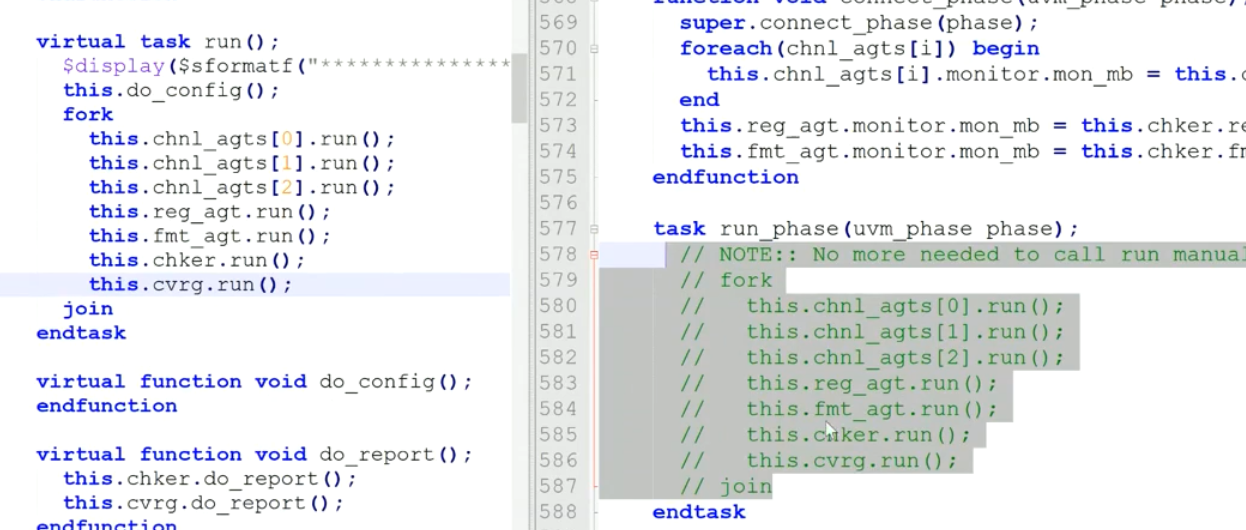 virtual task run();
$display($sformatf("***************
this.do_config();
fork
this.chnl_agts[0].run();
this.chnl_agts[1].run();
this.chnl_agts[2].run();
this.reg_agt.run();
this.fmt_agt.run();
this.chker.run();
this.cvrg.run();
join
endtask
virtual function void do_config();
endfunction
virtual function void do_report();
this.chker.do_report();
this.cvrg.do_report();
endfunction
568 function void connect_phase(uvm_phase phase);
569 super.connect_phase(phase);
570 foreach(chnl_agts[i]) begin
571 this.chnl_agts[i].monitor.mon_mb = this.c
572 end
573 this.reg_agt.monitor.mon_mb = this.chker.re
574 this.fmt_agt.monitor.mon_mb = this.chker.fm
575 endfunction
576
577 task run_phase(uvm_phase phase);
578 // NOTE:: No more needed to call run manual
579 // fork
580 // this.chnl_agts[0].run();
581 // this.chnl_agts[1].run();
582 // this.chnl_agts[2].run();
583 // this.reg_agt.run();
584 // this.fmt_agt.run();
585 // this.chker.run();
586 // this.cvrg.run();
587 // join
588 endtask